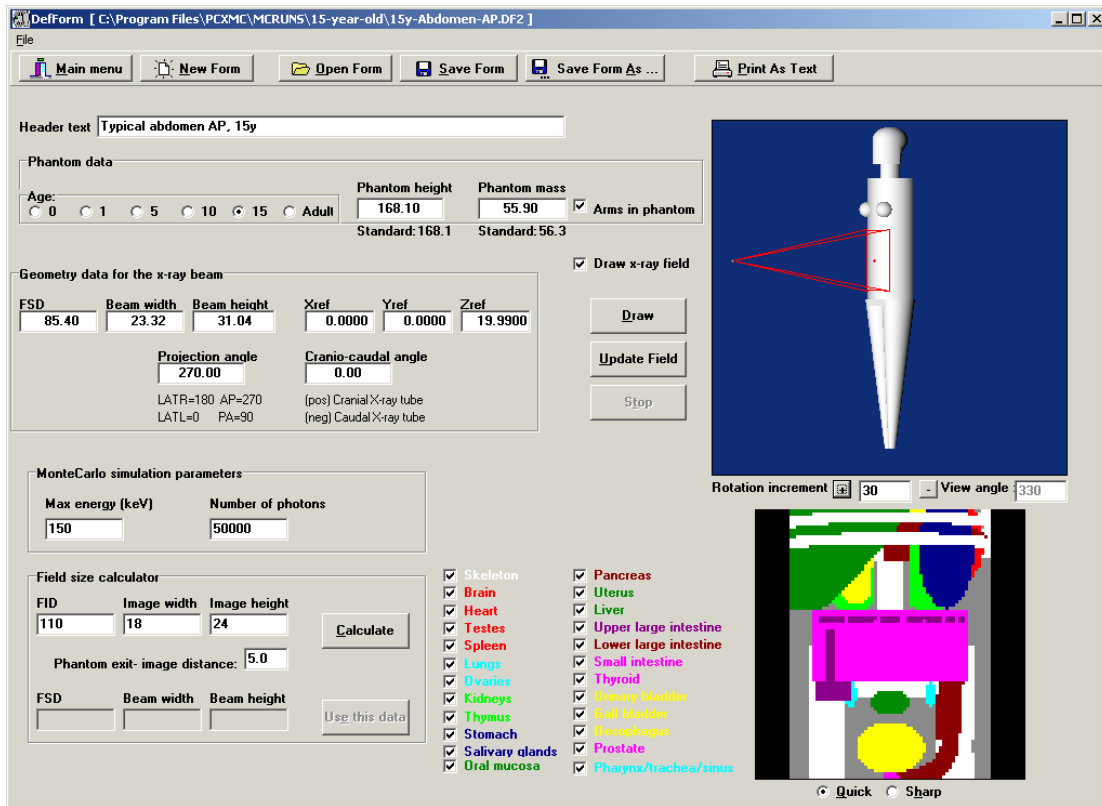 DefForm [ C:\Program Files\PCXMC\MCRUNS\15-year-old\15y-Abdomen-AP.DF2 ]
File
Main menu New Form Open Form Save Form Save Form As ... Print As Text
Header text Typical abdomen AP, 15y
Phantom data
Age:
0 1 5 10 15 Adult
Phantom height Phantom mass
168.10 55.90 Arms in phantom
Standard: 168.1 Standard: 56.3
Draw x-ray field
Geometry data for the x-ray beam
FSD Beam width Beam height Xref Yref Zref
85.40 23.32 31.04 0.0000 0.0000 19.9900
Projection angle Cranio-caudal angle
270.00 0.00
LATR=180 AP=270 (pos) Cranial X-ray tube
LATL=0 PA=90 (neg) Caudal X-ray tube
Draw
Update Field
Stop
Rotation increment + 30 - View angle : 330
MonteCarlo simulation parameters
Max energy (keV) Number of photons
150 50000
Field size calculator
FID Image width Image height
110 18 24
Calculate
Phantom exit- image distance: 5.0
FSD Beam width Beam height
Use this data
Skeleton
Brain
Heart
Testes
Spleen
Lungs
Ovaries
Kidneys
Thymus
Stomach
Salivary glands
Oral mucosa
Pancreas
Uterus
Liver
Upper large intestine
Lower large intestine
Small intestine
Thyroid
Urinary bladder
Gall bladder
Oesophagus
Prostate
Pharynx/trachea/sinus
Quick Sharp